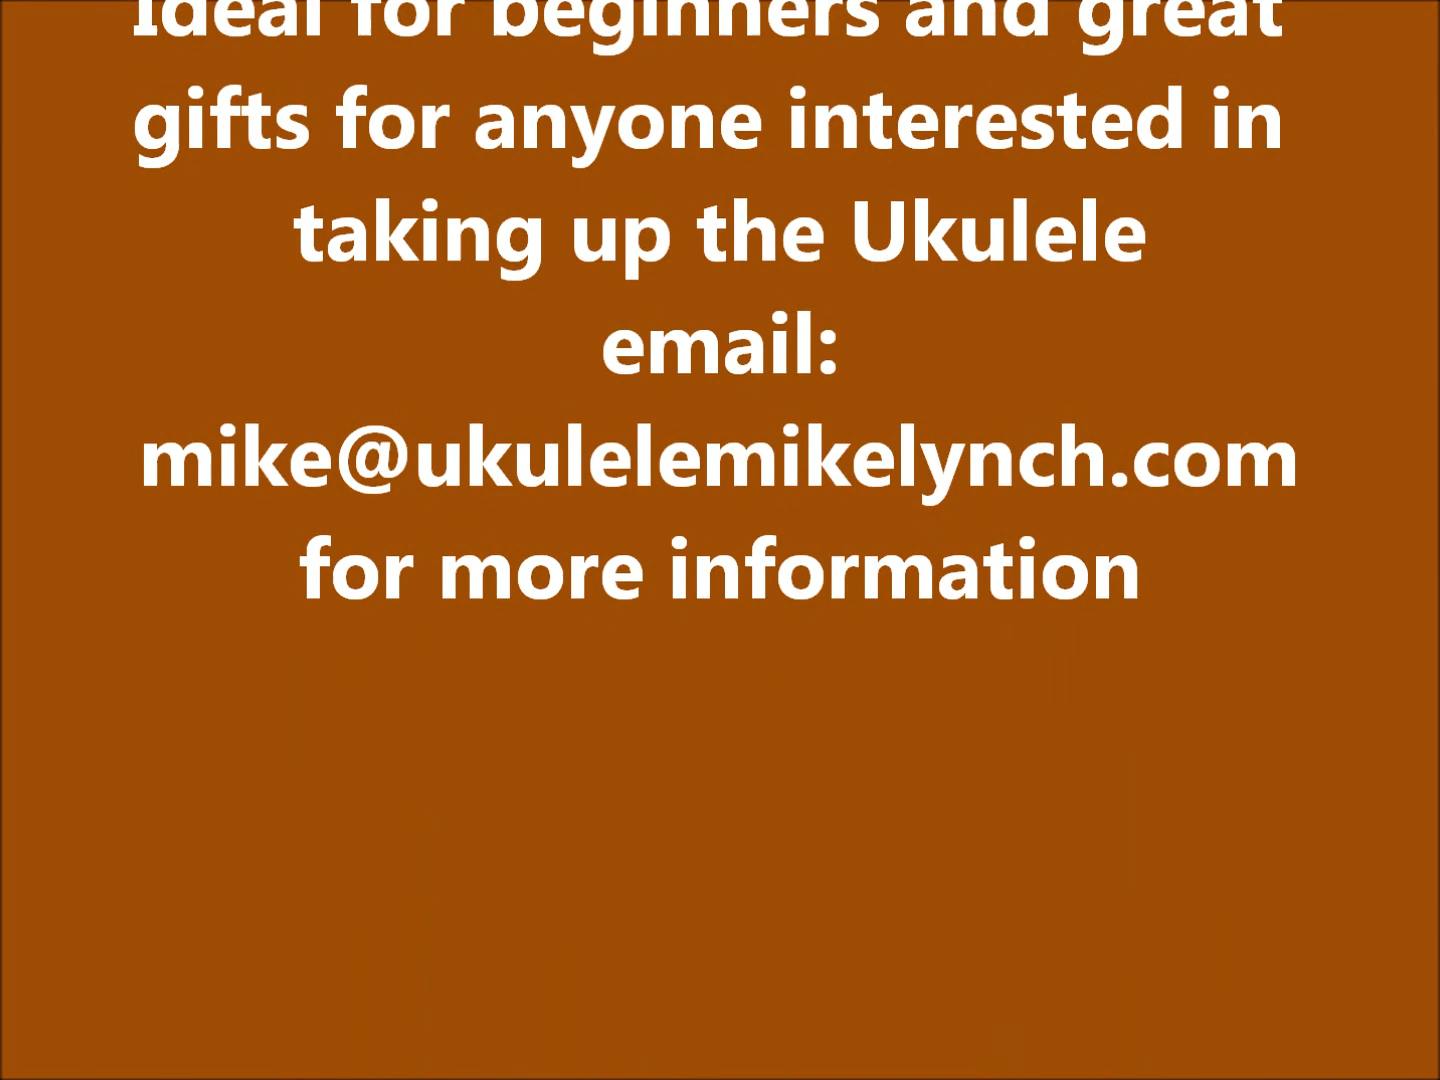 Ideal for beginners and great
gifts for anyone interested in
taking up the Ukulele
email:
mike@ukulelemikelynch.com
for more information